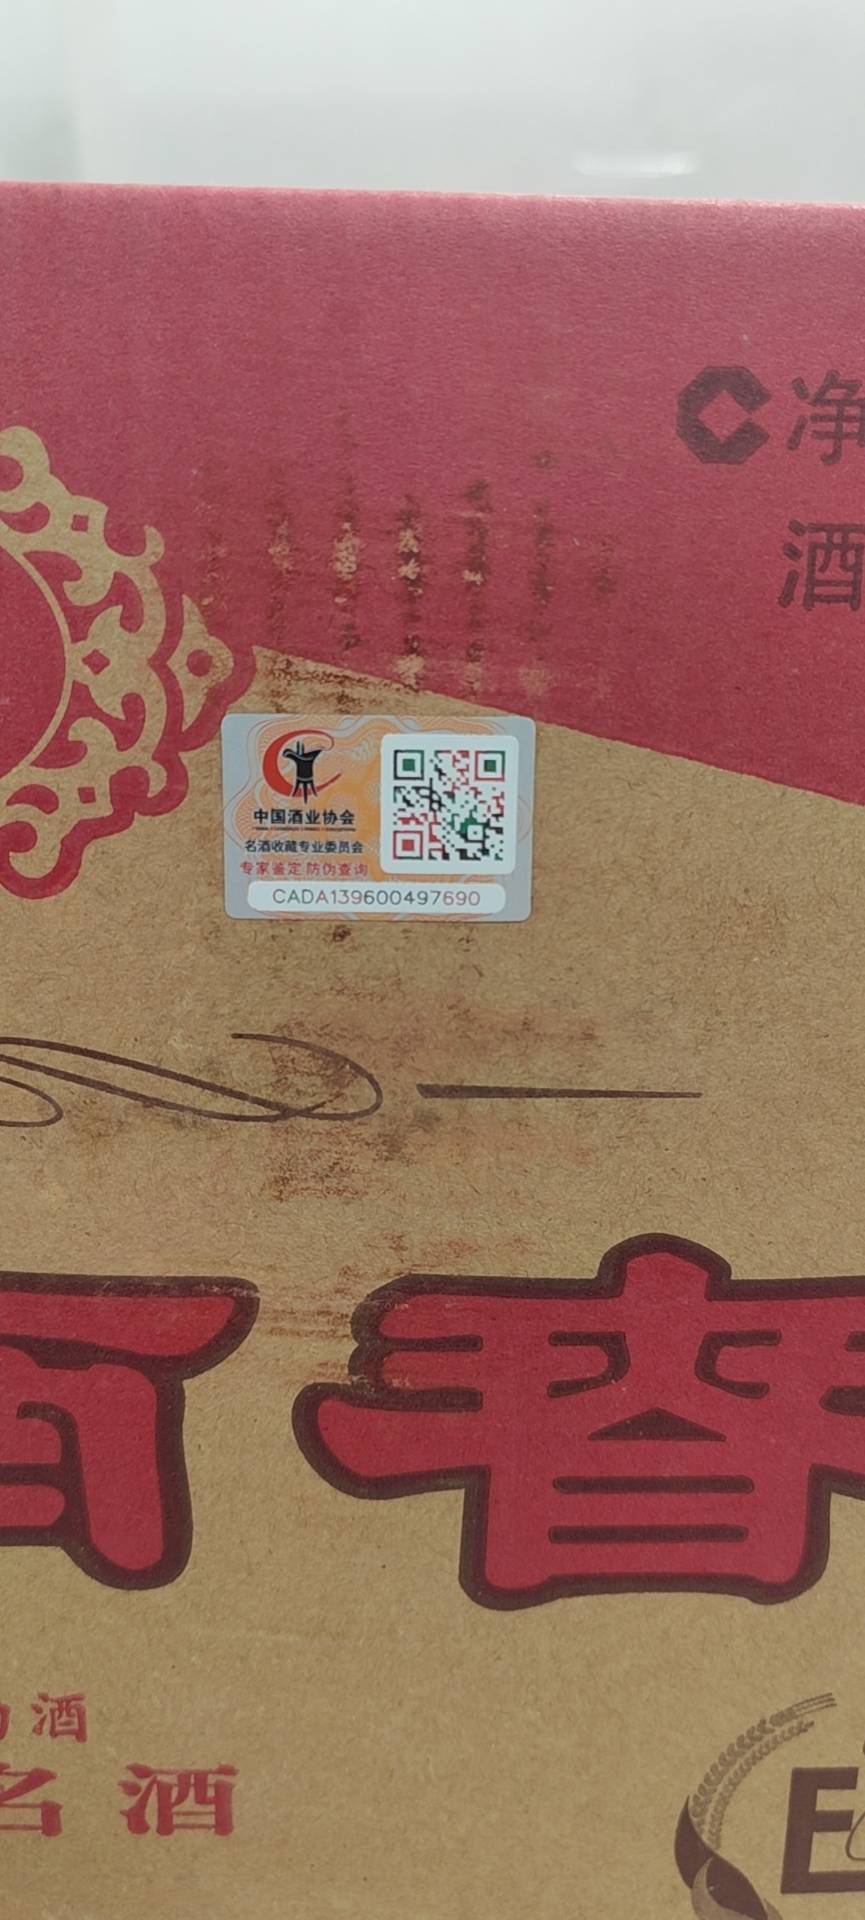 净
酒
中国酒业协会
名酒收藏专业委员会
专家鉴定 防伪查询
CADA139600497690
酒
名酒
E